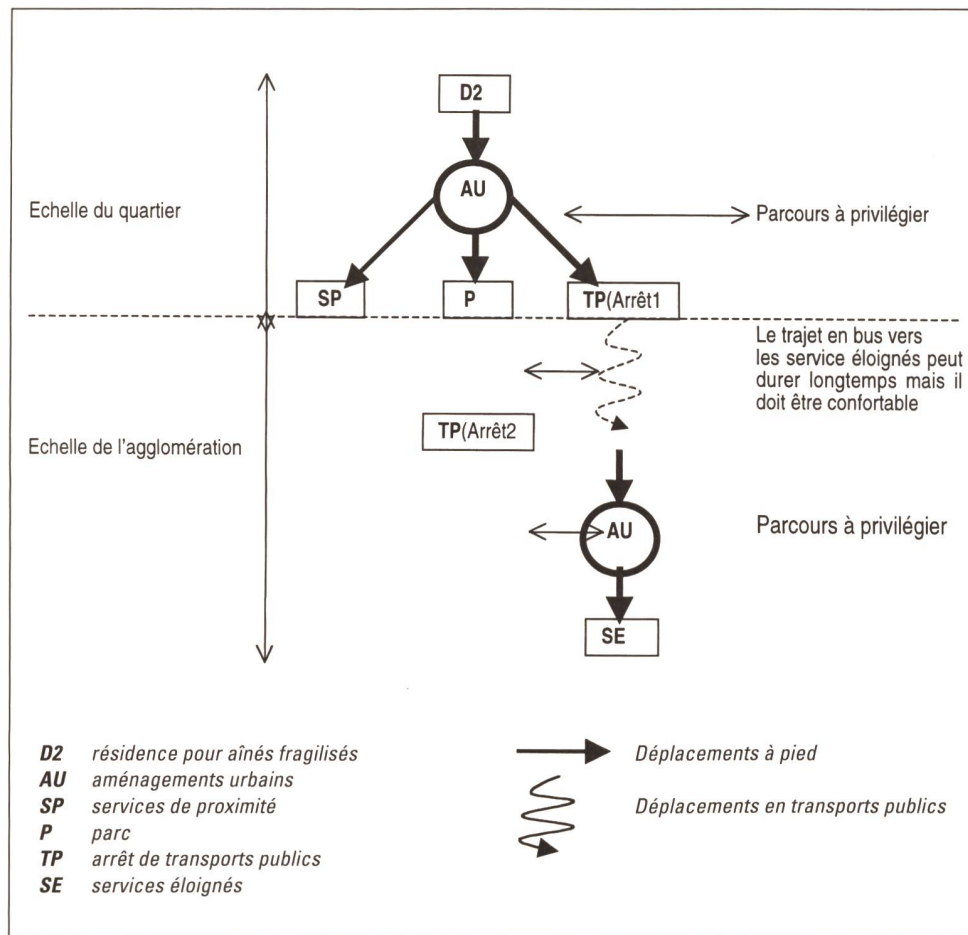 D2
AU
Echelle du quartier
Parcours à privilégier
SP
P
TP(Arrêt1
Le trajet en bus vers
les service éloignés peut
durer longtemps mais il
doit être confortable
TP(Arrêt2
Echelle de l'agglomération
AU
Parcours à privilégier
SE
D2 résidence pour aînés fragilisés
AU aménagements urbains
SP services de proximité
P parc
TP arrêt de transports publics
SE services éloignés
Déplacements à pied
Déplacements en transports publics